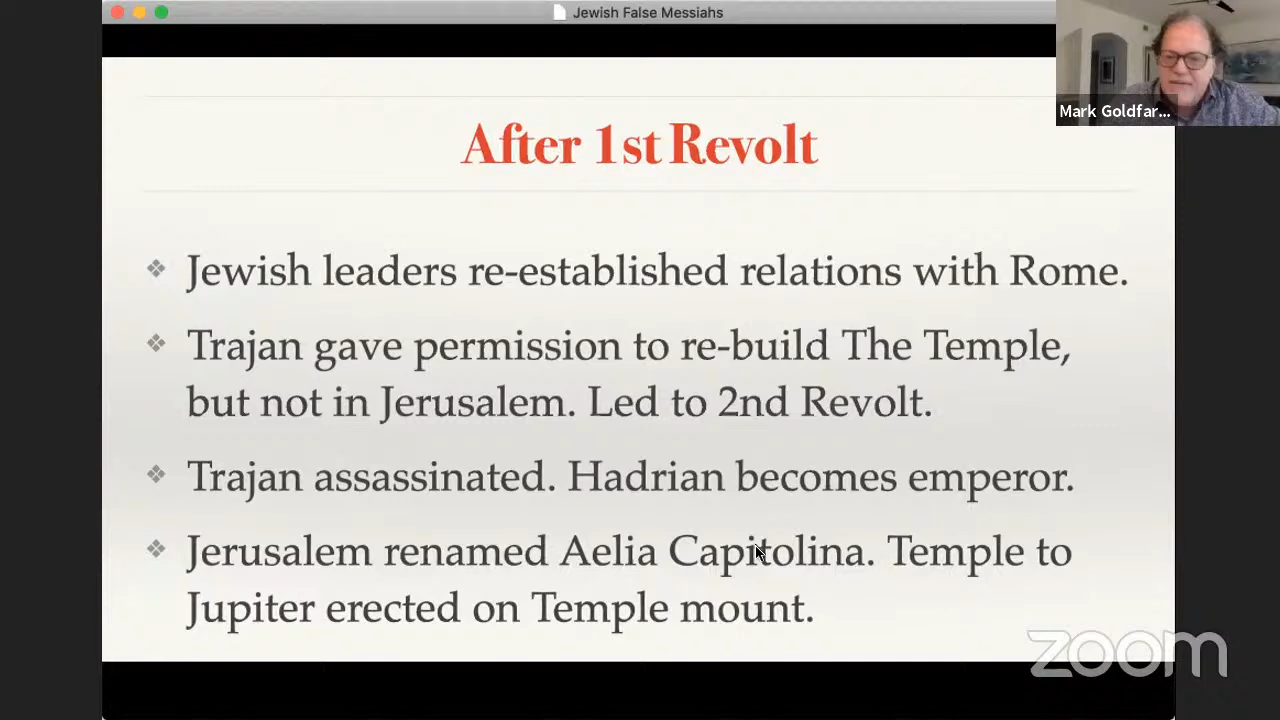 Jewish False Messiahs
Mark Goldfar...
After 1st Revolt
Jewish leaders re-established relations with Rome.
Trajan gave permission to re-build The Temple,
but not in Jerusalem. Led to 2nd Revolt.
Trajan assassinated. Hadrian becomes emperor.
Jerusalem renamed Aelia Capitolina. Temple to
Jupiter erected on Temple mount.
zoom